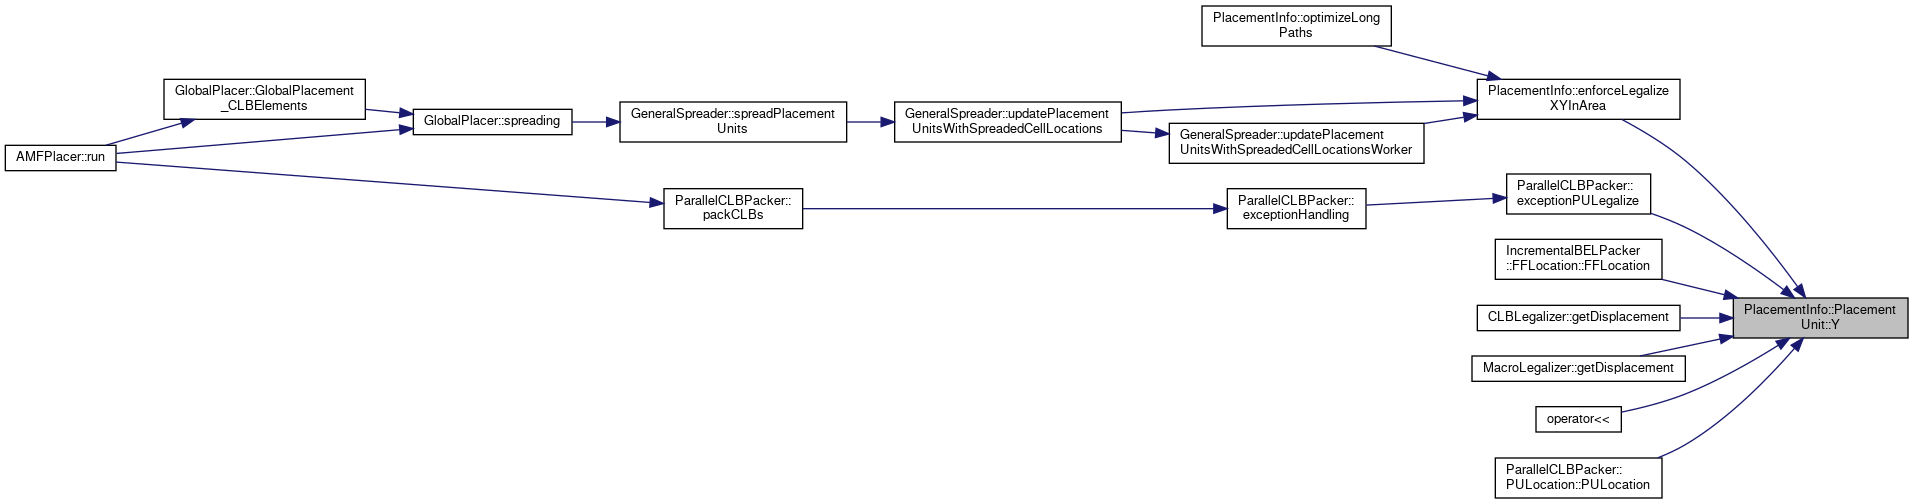 PlacementInfo::optimizeLong
Paths
GlobalPlacer::GlobalPlacement
_CLBElements
PlacementInfo::enforceLegalize
XYInArea
GeneralSpreader::spreadPlacement
Units
GeneralSpreader::updatePlacement
UnitsWithSpreadedCellLocations
GlobalPlacer::spreading
GeneralSpreader::updatePlacement
UnitsWithSpreadedCellLocationsWorker
AMFPlacer::run
ParallelCLBPacker::
exceptionPULegalize
ParallelCLBPacker::
packCLBs
ParallelCLBPacker::
exceptionHandling
IncrementalBELPacker
::FFLocation::FFLocation
PlacementInfo::Placement
Unit::Y
CLBLegalizer::getDisplacement
MacroLegalizer::getDisplacement
operator<<
ParallelCLBPacker::
PULocation::PULocation